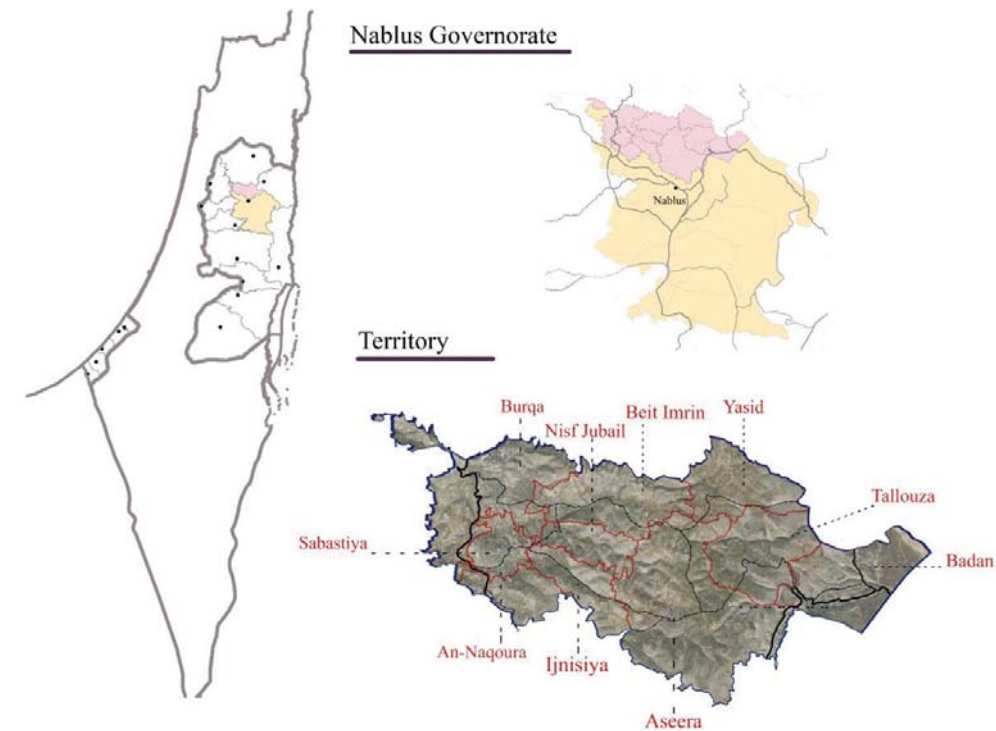 Nablus Governorate
Nablus
Territory
Burqa
Beit Imrin
Yasid
Nisf Jubail
Tallouza
Sabastiya
Badan
An-Naqoura
Ijnisiya
Aseera